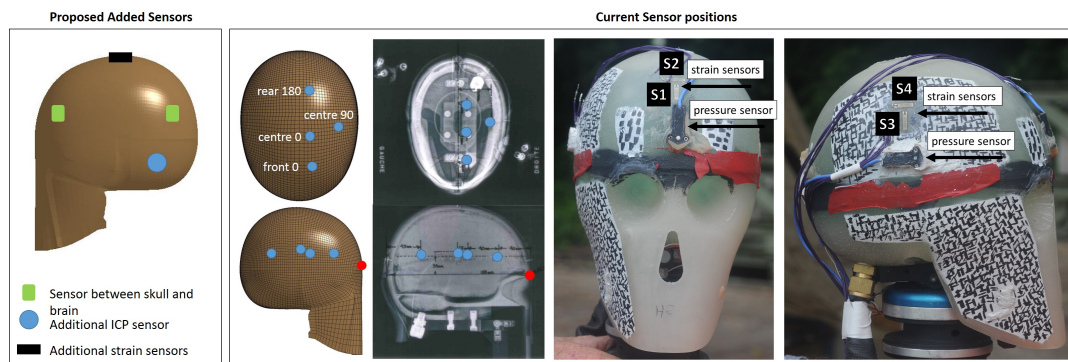 Proposed Added Sensors
Current Sensor positions
Sensor between skull and
brain
Additional ICP sensor
Additional strain sensors
rear 180
centre 90
centre 0
front 0
GAUCHE
S2
strain sensors
S1
pressure sensor
S4
strain sensors
S3
pressure sensor